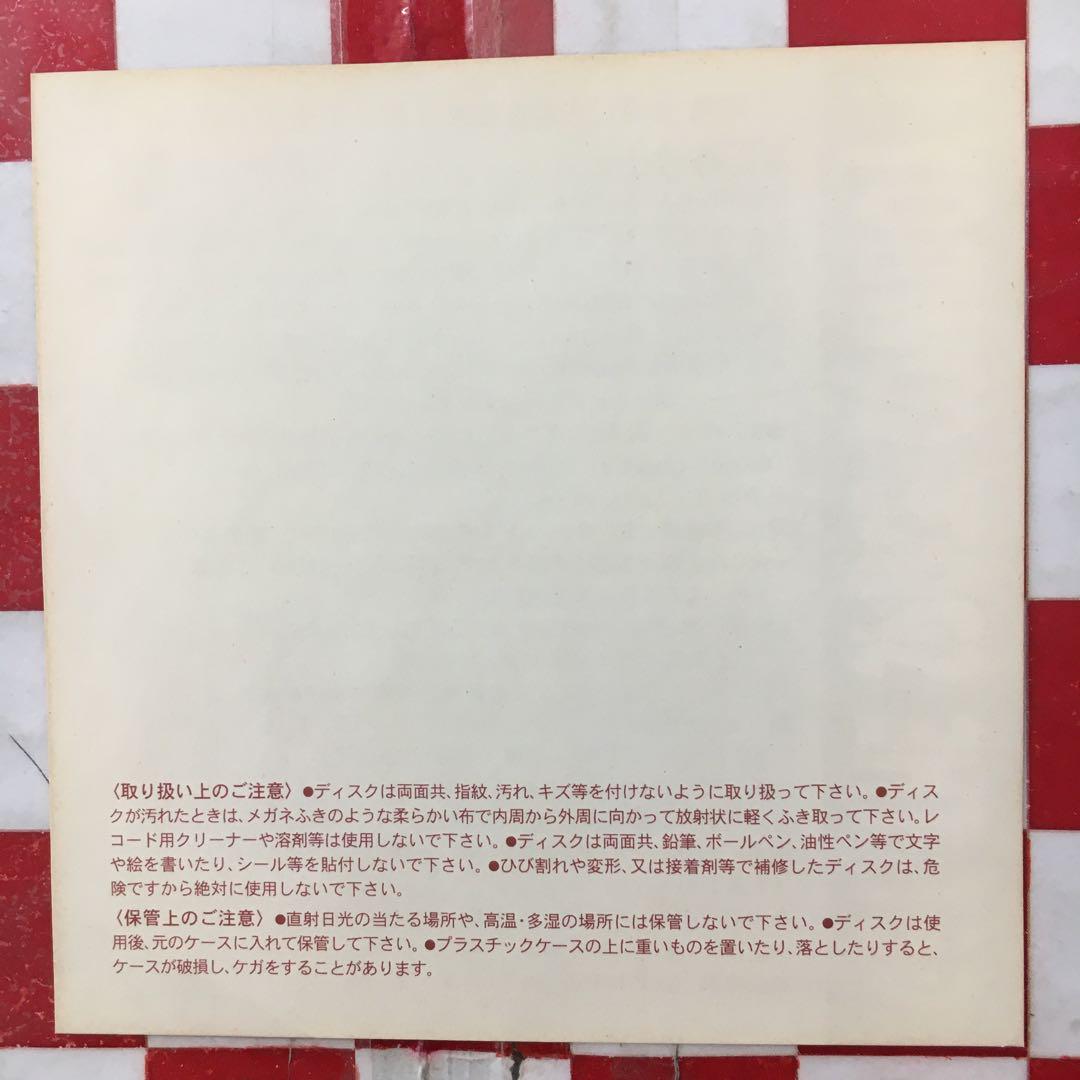 〈取り扱い上のご注意〉 ●ディスクは両面共、指紋、汚れ、キズ等を付けないように取り扱って下さい。●ディス
クが汚れたときは、メガネふきのような柔らかい布で内周から外周に向かって放射状に軽くふき取って下さい。レ
コード用クリーナーや溶剤等は使用しないで下さい。●ディスクは両面共、鉛筆、ボールペン、油性ペン等で文字
や絵を書いたり、シール等を貼付しないで下さい。●ひび割れや変形、又は接着剤等で補修したディスクは、危
険ですから絶対に使用しないで下さい。
〈保管上のご注意〉 ●直射日光の当たる場所や、高温・多湿の場所には保管しないで下さい。●ディスクは使
用後、元のケースに入れて保管して下さい。●プラスチックケースの上に重いものを置いたり、落としたりすると、
ケースが破損し、ケガをすることがあります。